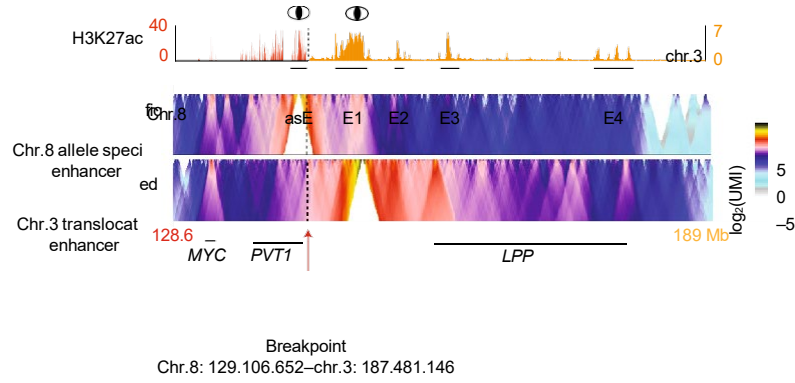 40
7
H3K27ac
0
chr.3
0
fic
Chr.8
asE
E1
E2
E3
E4
Chr.8 allele speci
enhancer
ed
Chr.3 translocat
enhancer
log₂(UMI)
5
0
–5
128.6
189 Mb
MYC
PVT1
LPP
Breakpoint
Chr.8: 129.106.652–chr.3: 187.481.146